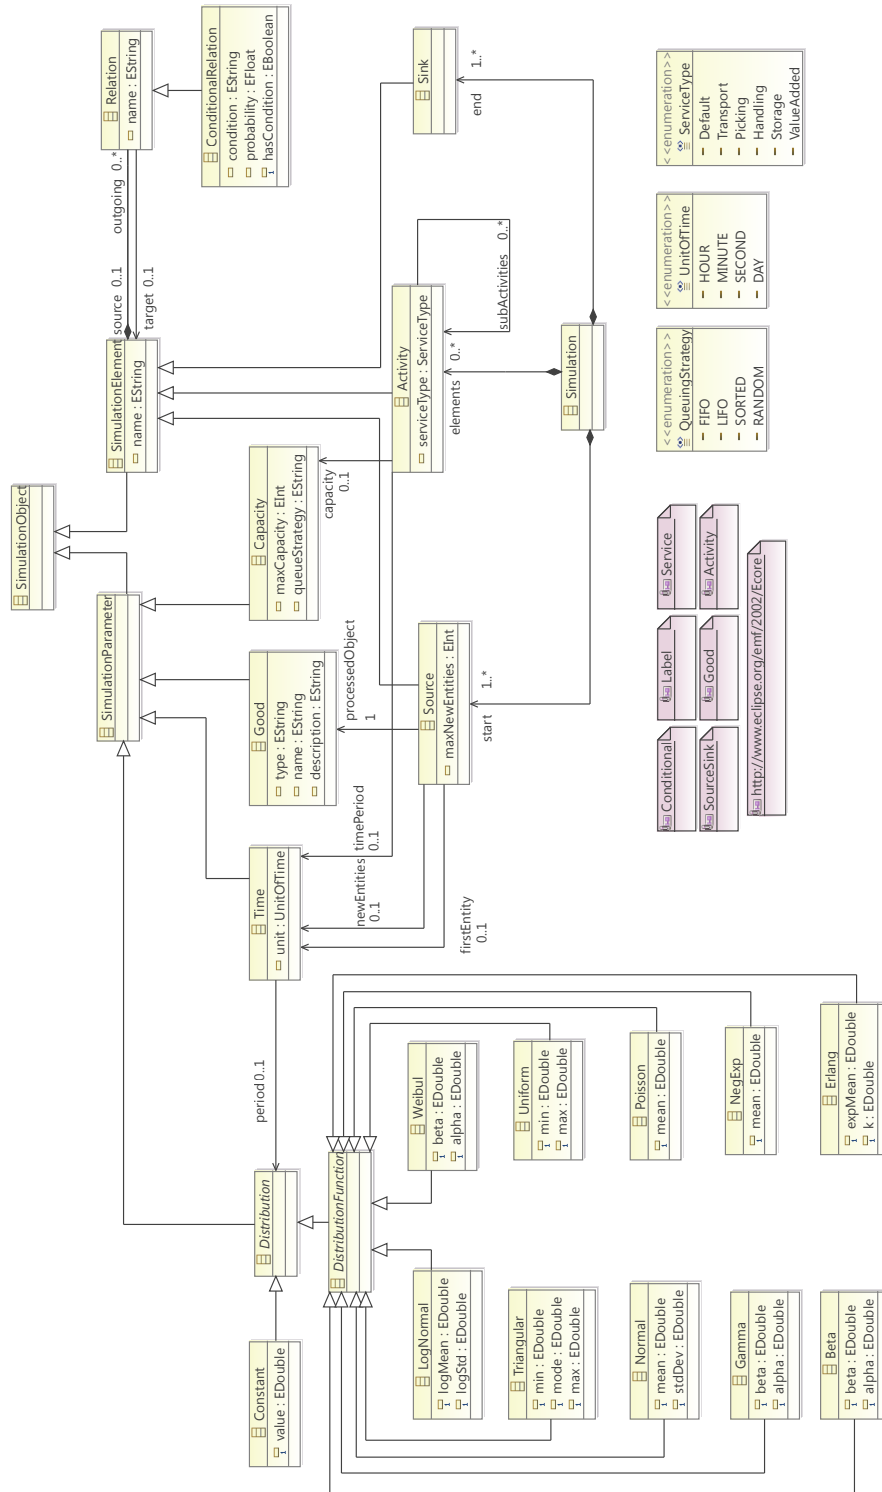 SimulationObject
SimulationParameter
SimulationElement
name : EString
source 0..1
target 0..1
outgoing 0..*
Relation
name : EString
ConditionalRelation
condition : EString
probability : EFloat
hasCondition : EBoolean
Constant
value : EDouble
Distribution
period 0..1
Time
unit : UnitOfTime
Good
type : EString
name : EString
description : EString
Capacity
maxCapacity : EInt
queueStrategy : EString
DistributionFunction
newEntities
0..1
timePeriod
0..1
processedObject
1
capacity
0..1
firstEntity
0..1
Source
maxNewEntities : EInt
start
1..*
Activity
serviceType : ServiceType
elements
0..*
subActivities
0..*
Sink
end
1..*
Simulation
LogNormal
logMean : EDouble
logStd : EDouble
Weibul
beta : EDouble
alpha : EDouble
Triangular
min : EDouble
mode : EDouble
max : EDouble
Uniform
min : EDouble
max : EDouble
Normal
mean : EDouble
stdDev : EDouble
Poisson
mean : EDouble
Gamma
beta : EDouble
alpha : EDouble
NegExp
mean : EDouble
Beta
beta : EDouble
alpha : EDouble
Erlang
expMean : EDouble
k : EDouble
Conditional
Label
Service
SourceSink
Good
Activity
http://www.eclipse.org/emf/2002/Ecore
<<enumeration>>
QueuingStrategy
FIFO
LIFO
SORTED
RANDOM
<<enumeration>>
UnitOfTime
HOUR
MINUTE
SECOND
DAY
<<enumeration>>
ServiceType
Default
Transport
Picking
Handling
Storage
ValueAdded